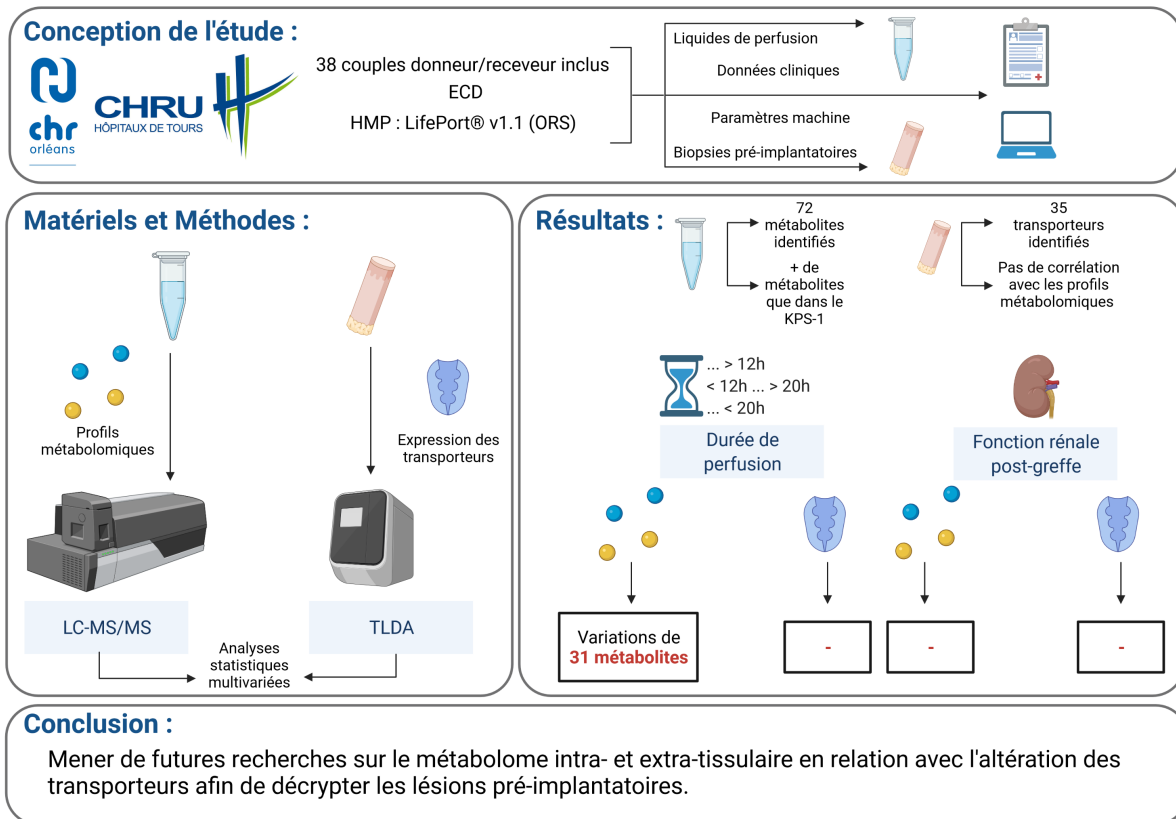 Conception de l'étude :
chr
orléans
CHRU
HÔPITAUX DE TOURS
38 couples donneur/receveur inclus
ECD
HMP : LifePort® v1.1 (ORS)
Liquides de perfusion
Données cliniques
Paramètres machine
Biopsies pré-implantatoires
Matériels et Méthodes :
Profils
métabolomiques
Expression des
transporteurs
LC-MS/MS
TLDA
Analyses
statistiques
multivariées
Résultats :
72
métabolites
identifiés
+ de
métabolites
que dans le
KPS-1
35
transporteurs
identifiés
Pas de corrélation
avec les profils
métabolomiques
... > 12h
< 12h ... > 20h
... < 20h
Durée de
perfusion
Fonction rénale
post-greffe
Variations de
31 métabolites
-
-
-
Conclusion :
Mener de futures recherches sur le métabolome intra- et extra-tissulaire en relation avec l'altération des
transporteurs afin de décrypter les lésions pré-implantatoires.